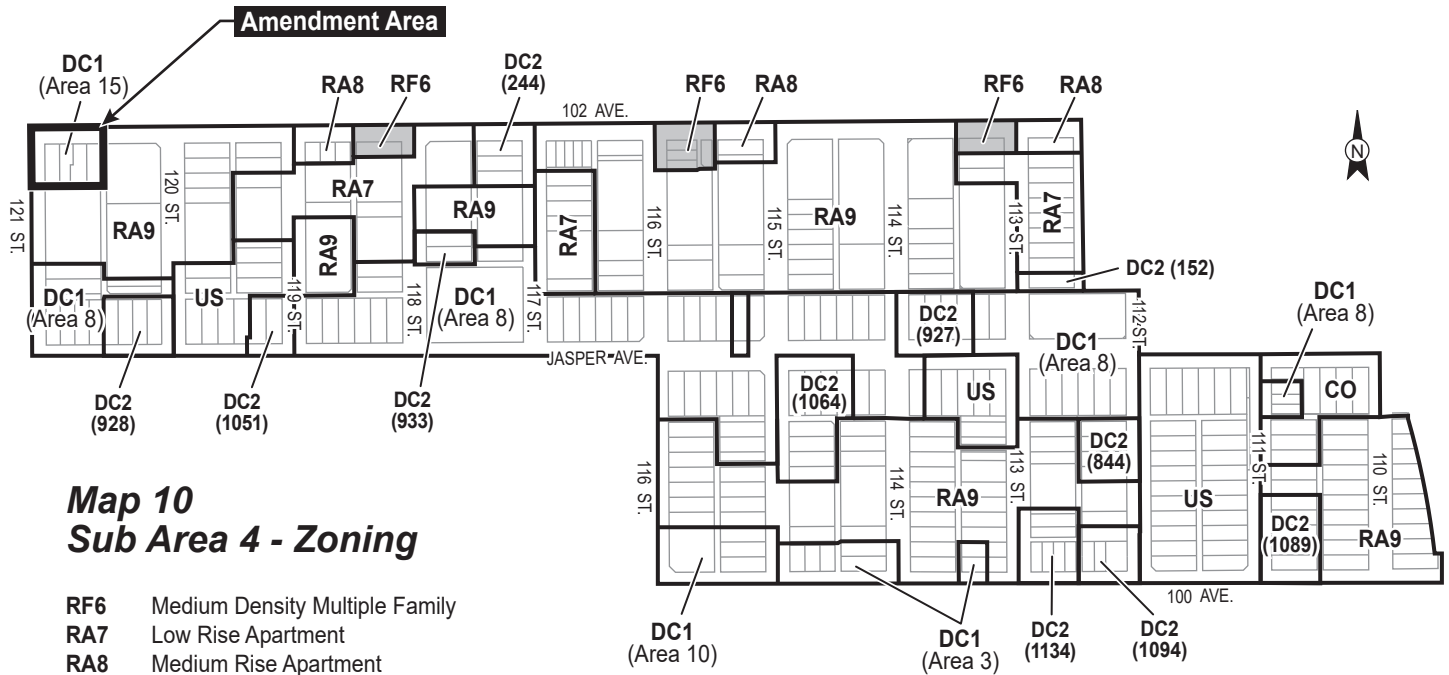 Amendment Area
DC1
(Area 15)
RA8
RF6
DC2
(244)
102 AVE.
RF6
RA8
RF6
RA8
N
121 ST.
120 ST.
RA9
RA7
RA9
RA9
RA7
116 ST.
115 ST.
RA9
114 ST.
113 ST.
RA7
DC2 (152)
DC1
(Area 8)
US
119 ST.
118 ST.
DC1
(Area 8)
117 ST.
DC2
(927)
DC1
(Area 8)
112 ST.
DC1
(Area 8)
JASPER AVE.
DC2
(928)
DC2
(1051)
DC2
(933)
DC2
(1064)
US
CO
116 ST.
114 ST.
RA9
113 ST.
DC2
(844)
US
111 ST.
110 ST.
DC2
(1089)
RA9
100 AVE.
DC1
(Area 10)
DC1
(Area 3)
DC2
(1134)
DC2
(1094)
Map 10
Sub Area 4 - Zoning
RF6 Medium Density Multiple Family
RA7 Low Rise Apartment
RA8 Medium Rise Apartment